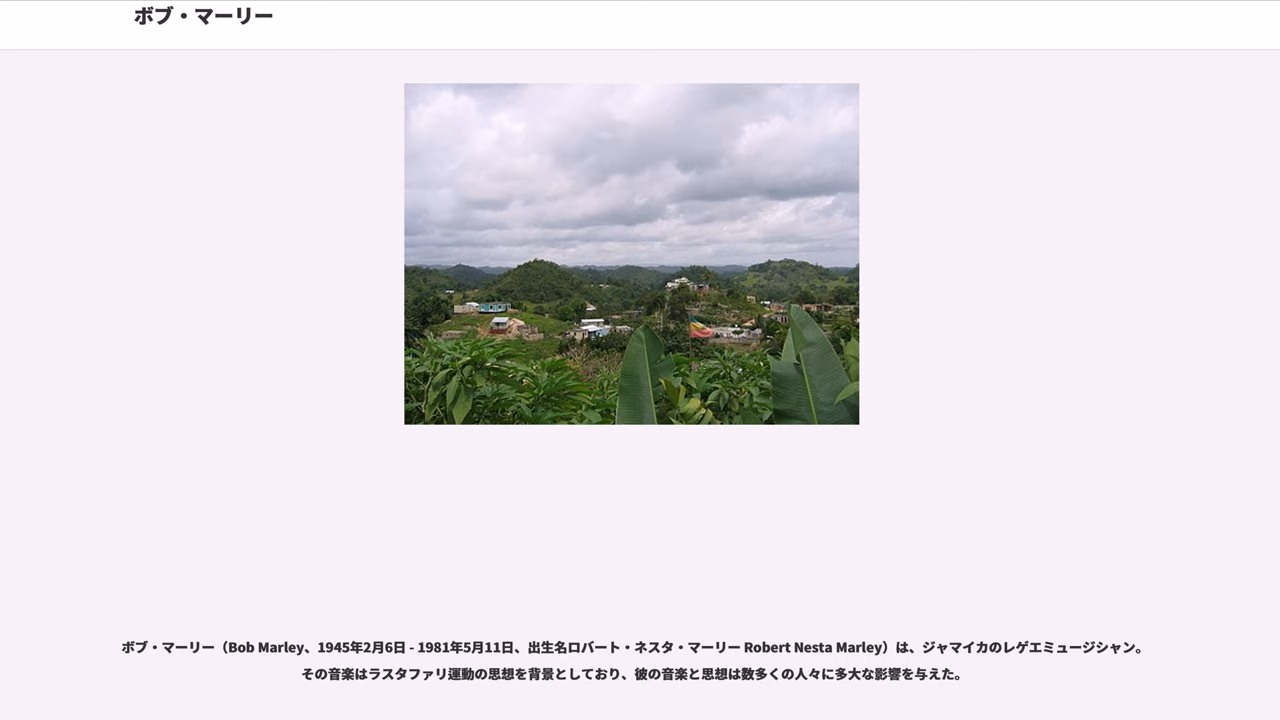 ボブ・マーリー
ボブ・マーリー（Bob Marley、1945年2月6日 - 1981年5月11日、出生名ロバート・ネスタ・マーリー Robert Nesta Marley）は、ジャマイカのレゲエミュージシャン。
その音楽はラスタファリ運動の思想を背景としており、彼の音楽と思想は数多くの人々に多大な影響を与えた。